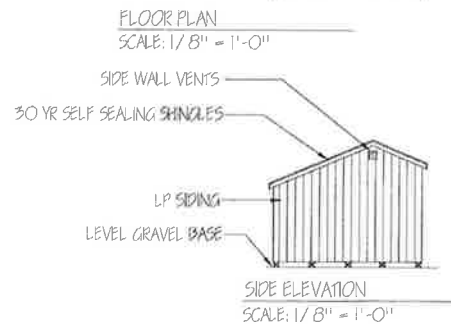 FLOOR PLAN
SCALE: 1/8" = 1'-0"
SIDE WALL VENTS
30 YR SELF SEALING SHINGLES
LP SIDING
LEVEL GRAVEL BASE
SIDE ELEVATION
SCALE: 1/8" = 1'-0"